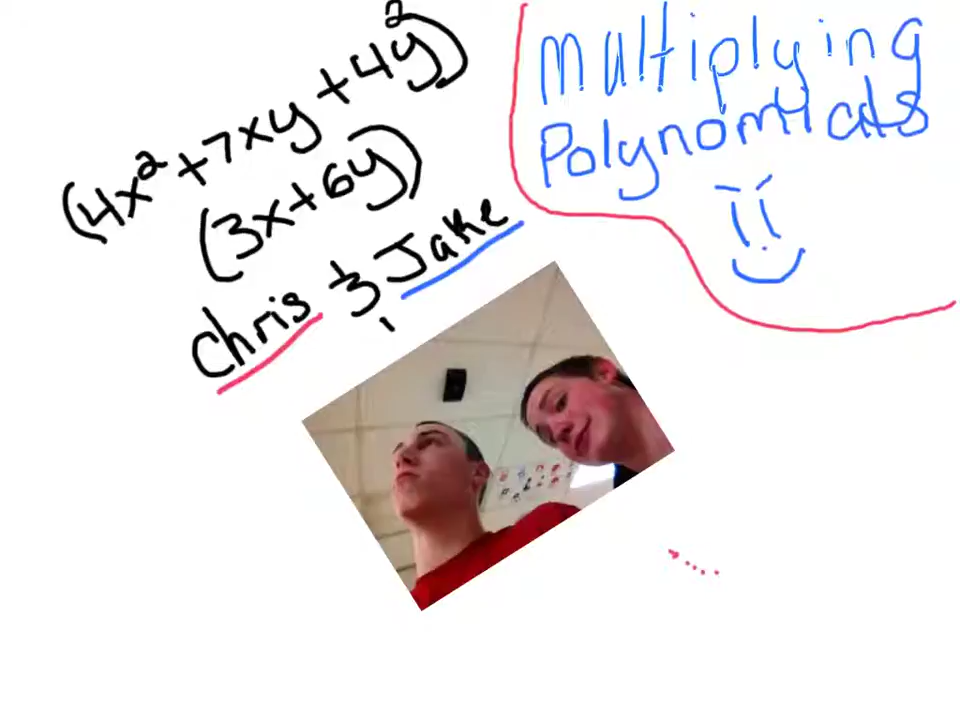 (4x²+7xy+4y²)
(3x+6y)
Chris & Jake
Multiplying
Polynomials